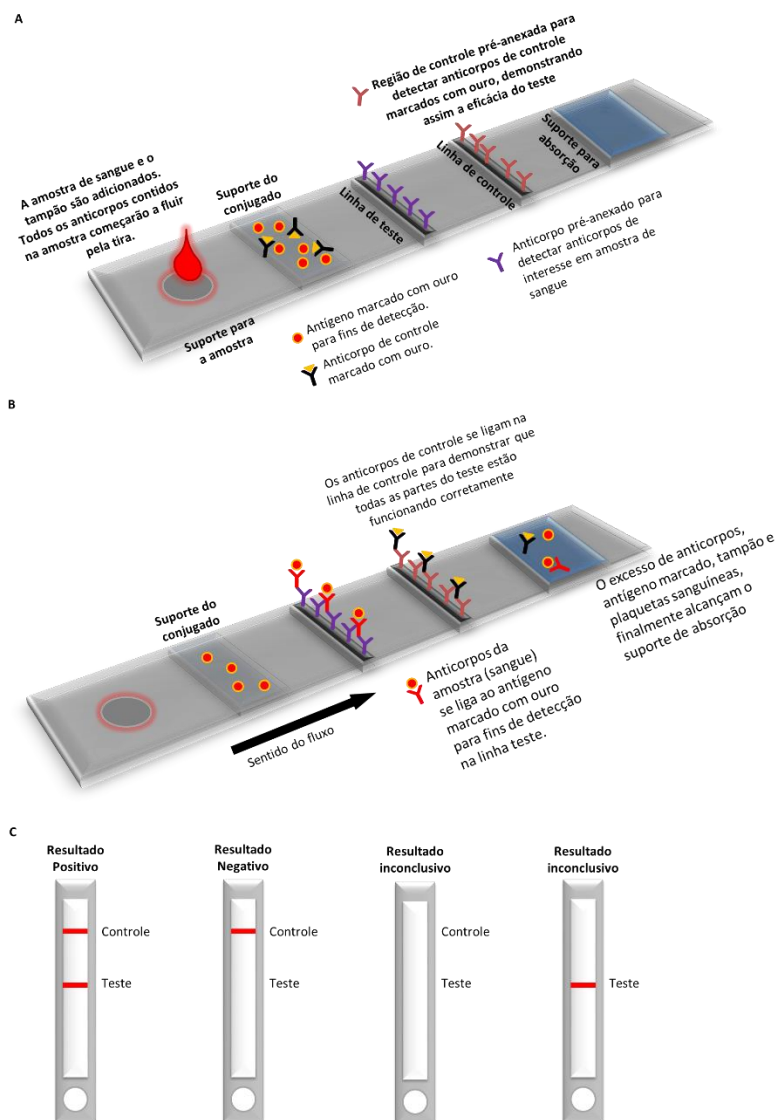 A
Região de controle pré-anexada para
detectar anticorpos de controle
marcados com ouro, demonstrando
assim a eficácia do teste
A amostra de sangue e o
tampão são adicionados.
Todos os anticorpos contidos
na amostra começarão a fluir
pela tira.
Suporte do
conjugado
Linha de teste
Linha de controle
Suporte para
absorção
Anticorpo pré-anexado para
detectar anticorpos de
interesse em amostra de
sangue
Suporte para
a amostra
Antígeno marcado com ouro
para fins de detecção.
Anticorpo de controle
marcado com ouro.
B
Os anticorpos de controle se ligam na
linha de controle para demonstrar que
todas as partes do teste estão
funcionando corretamente
Suporte do
conjugado
O excesso de anticorpos,
antígeno marcado, tampão e
plaquetas sanguíneas,
finalmente alcançam o
suporte de absorção
Sentido do fluxo
Anticorpos da
amostra (sangue)
se liga ao antígeno
marcado com ouro
para fins de detecção
na linha teste.
C
Resultado
Positivo
Controle
Teste
Resultado
Negativo
Controle
Teste
Resultado
inconclusivo
Controle
Teste
Resultado
inconclusivo
Teste